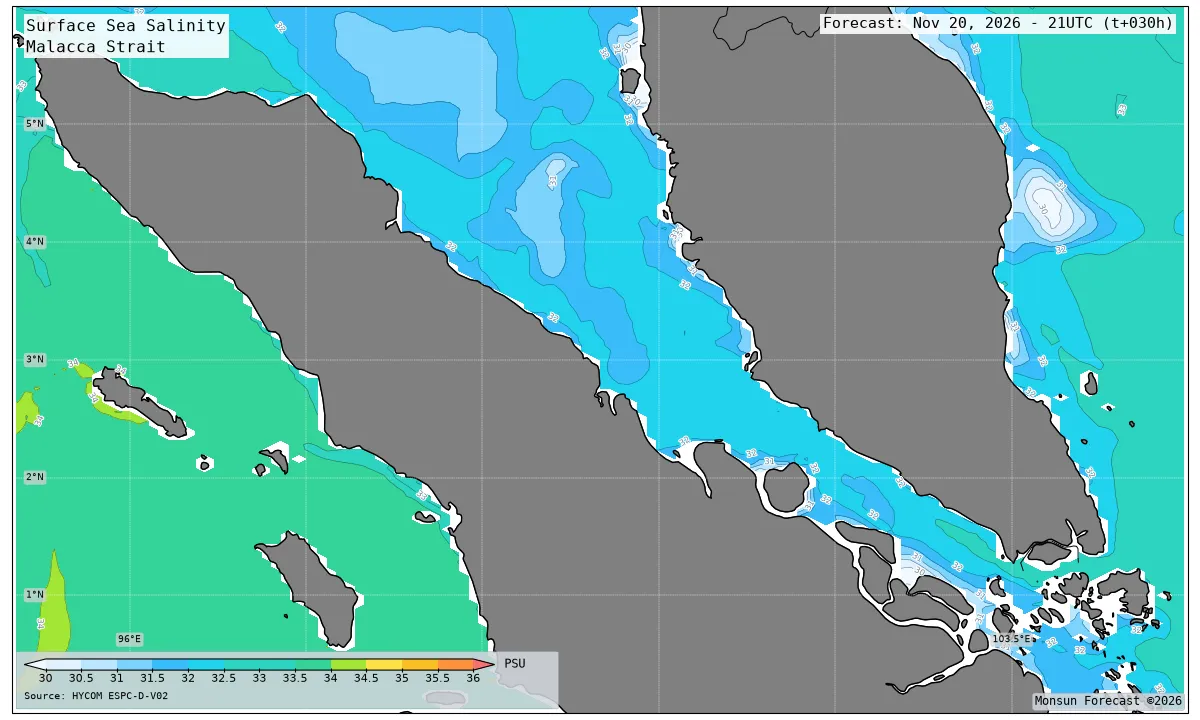 Surface Sea Salinity
Malacca Strait
Forecast: Nov 20, 2026 - 21UTC (t+030h)
5°N
4°N
3°N
2°N
1°N
96°E
103.5°E
30 30.5 31 31.5 32 32.5 33 33.5 34 34.5 35 35.5 36
PSU
Source: HYCOM ESPC-D-V02
Monsun Forecast ©2026